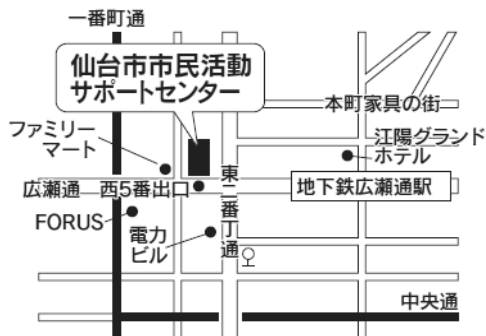 一番町通
仙台市市民活動
サポートセンター
本町家具の街
ファミリー
マート
江陽グランド
ホテル
広瀬通
西5番出口
東二番丁通
地下鉄広瀬通駅
FORUS
電力
ビル
中央通